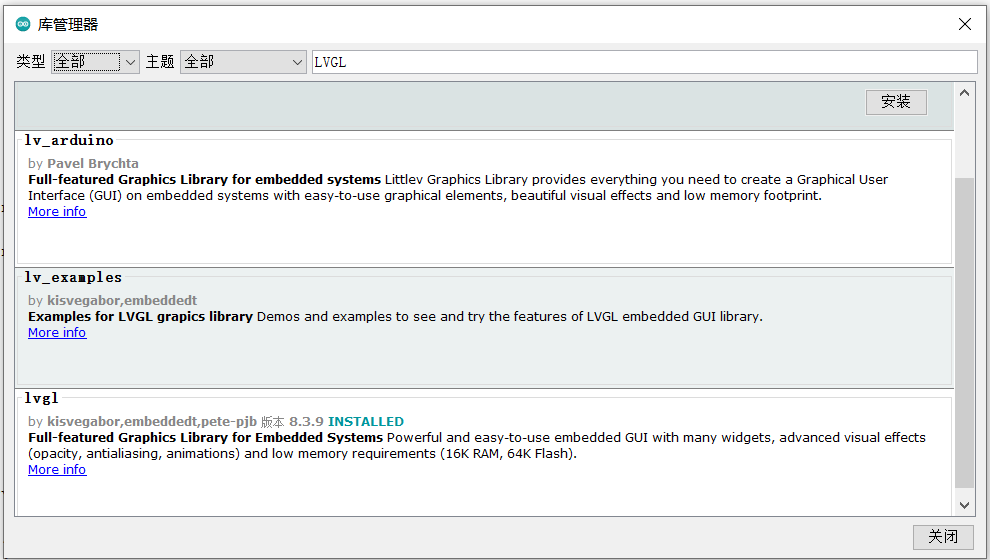 库管理器
类型 全部 主题 全部 LVGL
安装
lv_arduino
by Pavel Brychta
Full-featured Graphics Library for embedded systems Littlev Graphics Library provides everything you need to create a Graphical User
Interface (GUI) on embedded systems with easy-to-use graphical elements, beautiful visual effects and low memory footprint.
More info
lv_examples
by kisvegabor,embeddedt
Examples for LVGL grapics library Demos and examples to see and try the features of LVGL embedded GUI library.
More info
lvgl
by kisvegabor,embeddedt,pete-pjb 版本 8.3.9 INSTALLED
Full-featured Graphics Library for Embedded Systems Powerful and easy-to-use embedded GUI with many widgets, advanced visual effects
(opacity, antialiasing, animations) and low memory requirements (16K RAM, 64K Flash).
More info
关闭